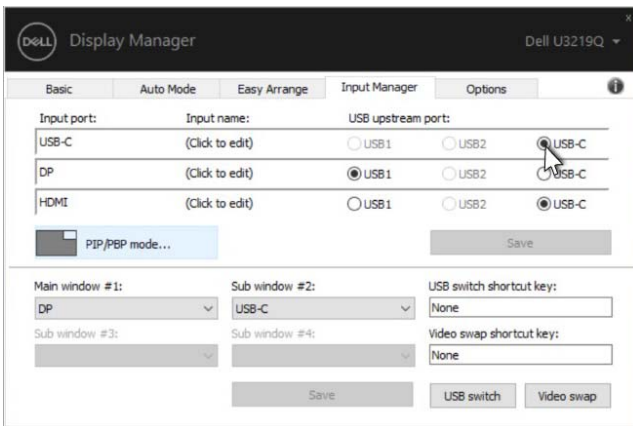 x
DELL Display Manager Dell U3219Q
Basic Auto Mode Easy Arrange Input Manager Options i
Input port: Input name: USB upstream port:
USB-C (Click to edit) USB1 USB2 USB-C
DP (Click to edit) USB1 USB2 USB-C
HDMI (Click to edit) USB1 USB2 USB-C
PIP/PBP mode... Save
Main window #1: Sub window #2: USB switch shortcut key:
DP USB-C None
Sub window #3: Sub window #4: Video swap shortcut key:
None
Save USB switch Video swap